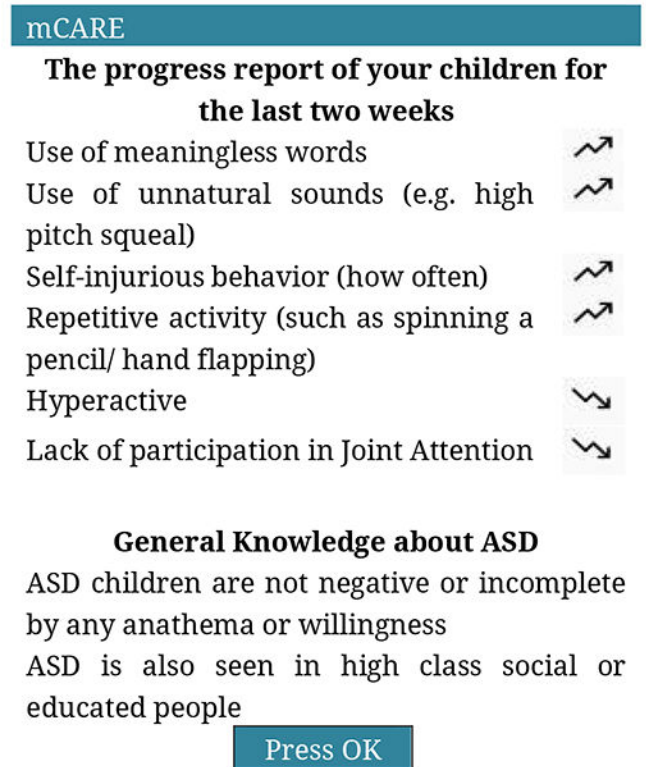 mCARE
The progress report of your children for
the last two weeks
Use of meaningless words
Use of unnatural sounds (e.g. high
pitch squeal)
Self-injurious behavior (how often)
Repetitive activity (such as spinning a
pencil/ hand flapping)
Hyperactive
Lack of participation in Joint Attention
General Knowledge about ASD
ASD children are not negative or incomplete
by any anathema or willingness
ASD is also seen in high class social or
educated people
Press OK